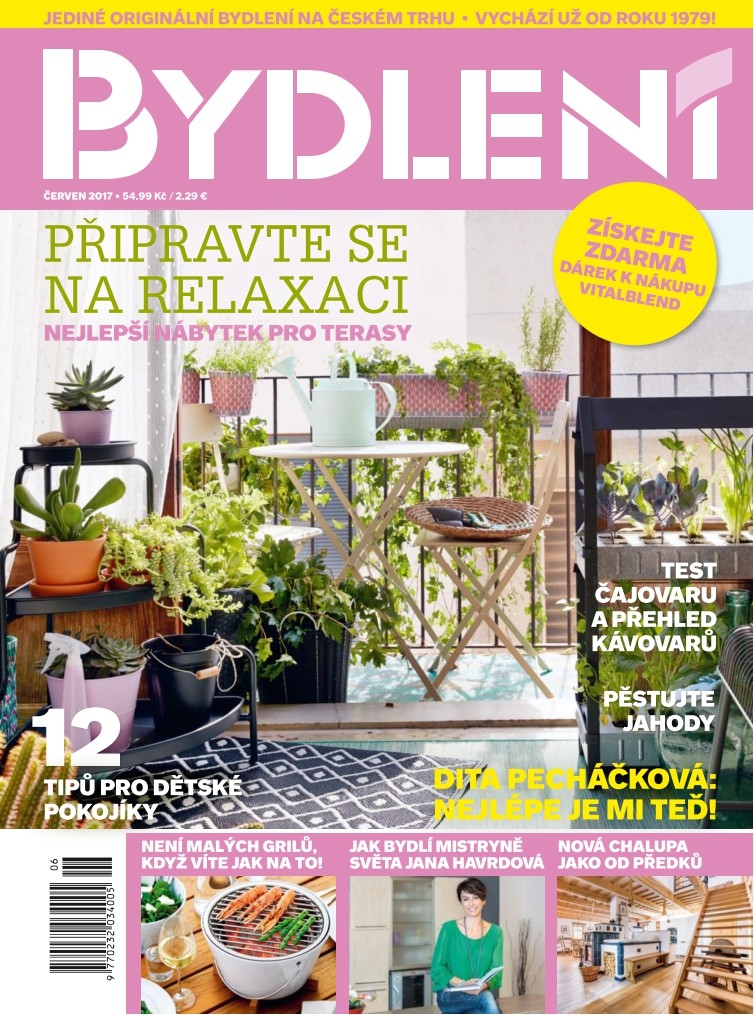 JEDINÉ ORIGINÁLNÍ BYDLENÍ NA ČESKÉM TRHU • VYCHÁZÍ UŽ OD ROKU 1979!
BYDLENÍ
ČERVEN 2017 • 54.99 Kč / 2.29 €
PŘIPRAVTE SE
NA RELAXACI
NEJLEPŠÍ NÁBYTEK PRO TERASY
ZÍSKEJTE
ZDARMA
DÁREK K NÁKUPU
VITALBLEND
TEST
ČAJOVARU
A PŘEHLED
KÁVOVARŮ
PĚSTUJTE
JAHODY
12
TIPŮ PRO DĚTSKÉ
POKOJÍKY
DITA PECHÁČKOVÁ:
NEJLÉPE JE MI TEĎ!
NENÍ MALÝCH GRILŮ,
KDYŽ VÍTE JAK NA TO!
JAK BYDLÍ MISTRYNĚ
SVĚTA JANA HAVRDOVÁ
NOVÁ CHALUPA
JAKO OD PŘEDKŮ
06
9 770232 034005